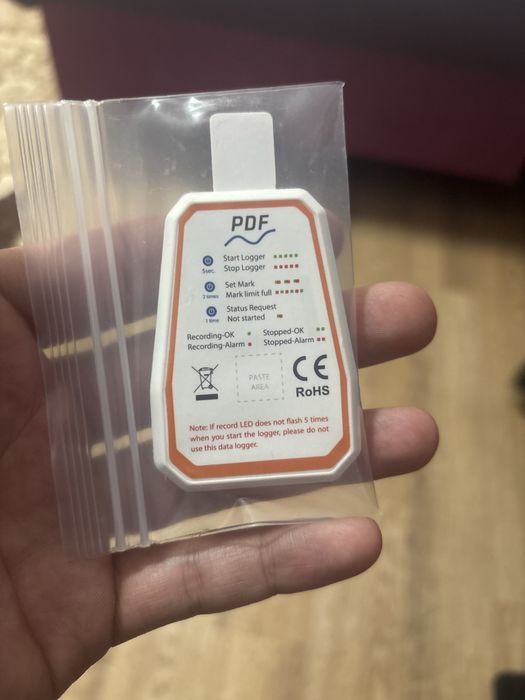 PDF
5sec.
Start Logger
Stop Logger
2 times
Set Mark
Mark limit full
1 time
Status Request
Not started
Recording-OK
Stopped-OK
Recording-Alarm
Stopped-Alarm
PASTE
AREA
CE
RoHS
Note: If record LED does not flash 5 times
when you start the logger, please do not
use this data logger.